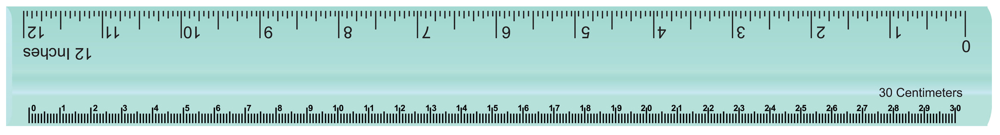 12 11 10 9 8 7 6 5 4 3 2 1 0
12 Inches
30 Centimeters
0 1 2 3 4 5 6 7 8 9 10 11 12 13 14 15 16 17 18 19 20 21 22 23 24 25 26 27 28 29 30